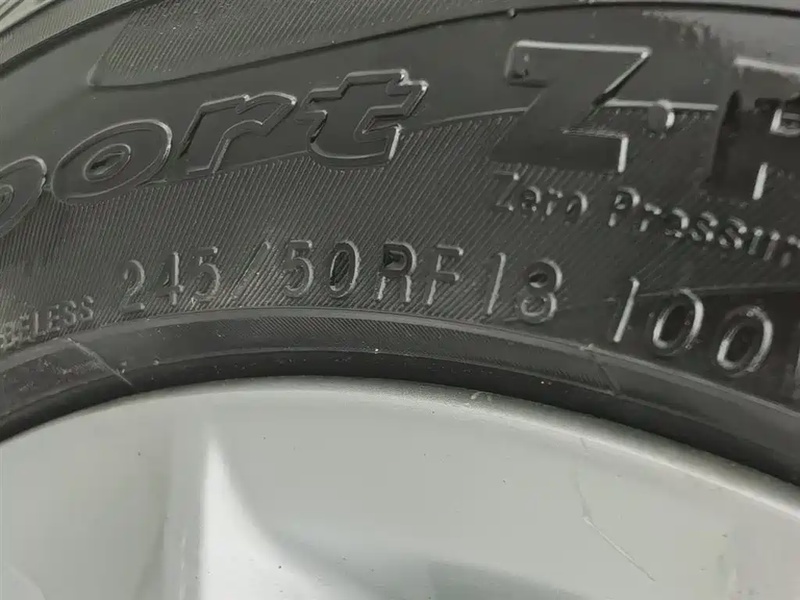 port Z·P
Zero Pressur
BELESS 245/50RF18 100